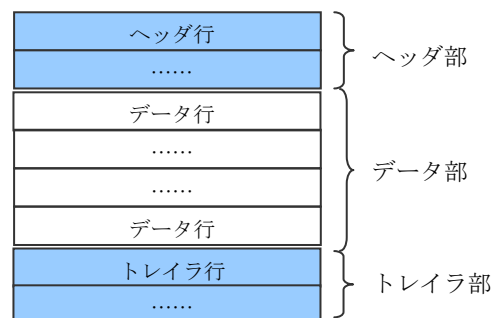 ヘッダ行
……
ヘッダ部
データ行
……
……
データ行
データ部
トレイラ行
……
トレイラ部